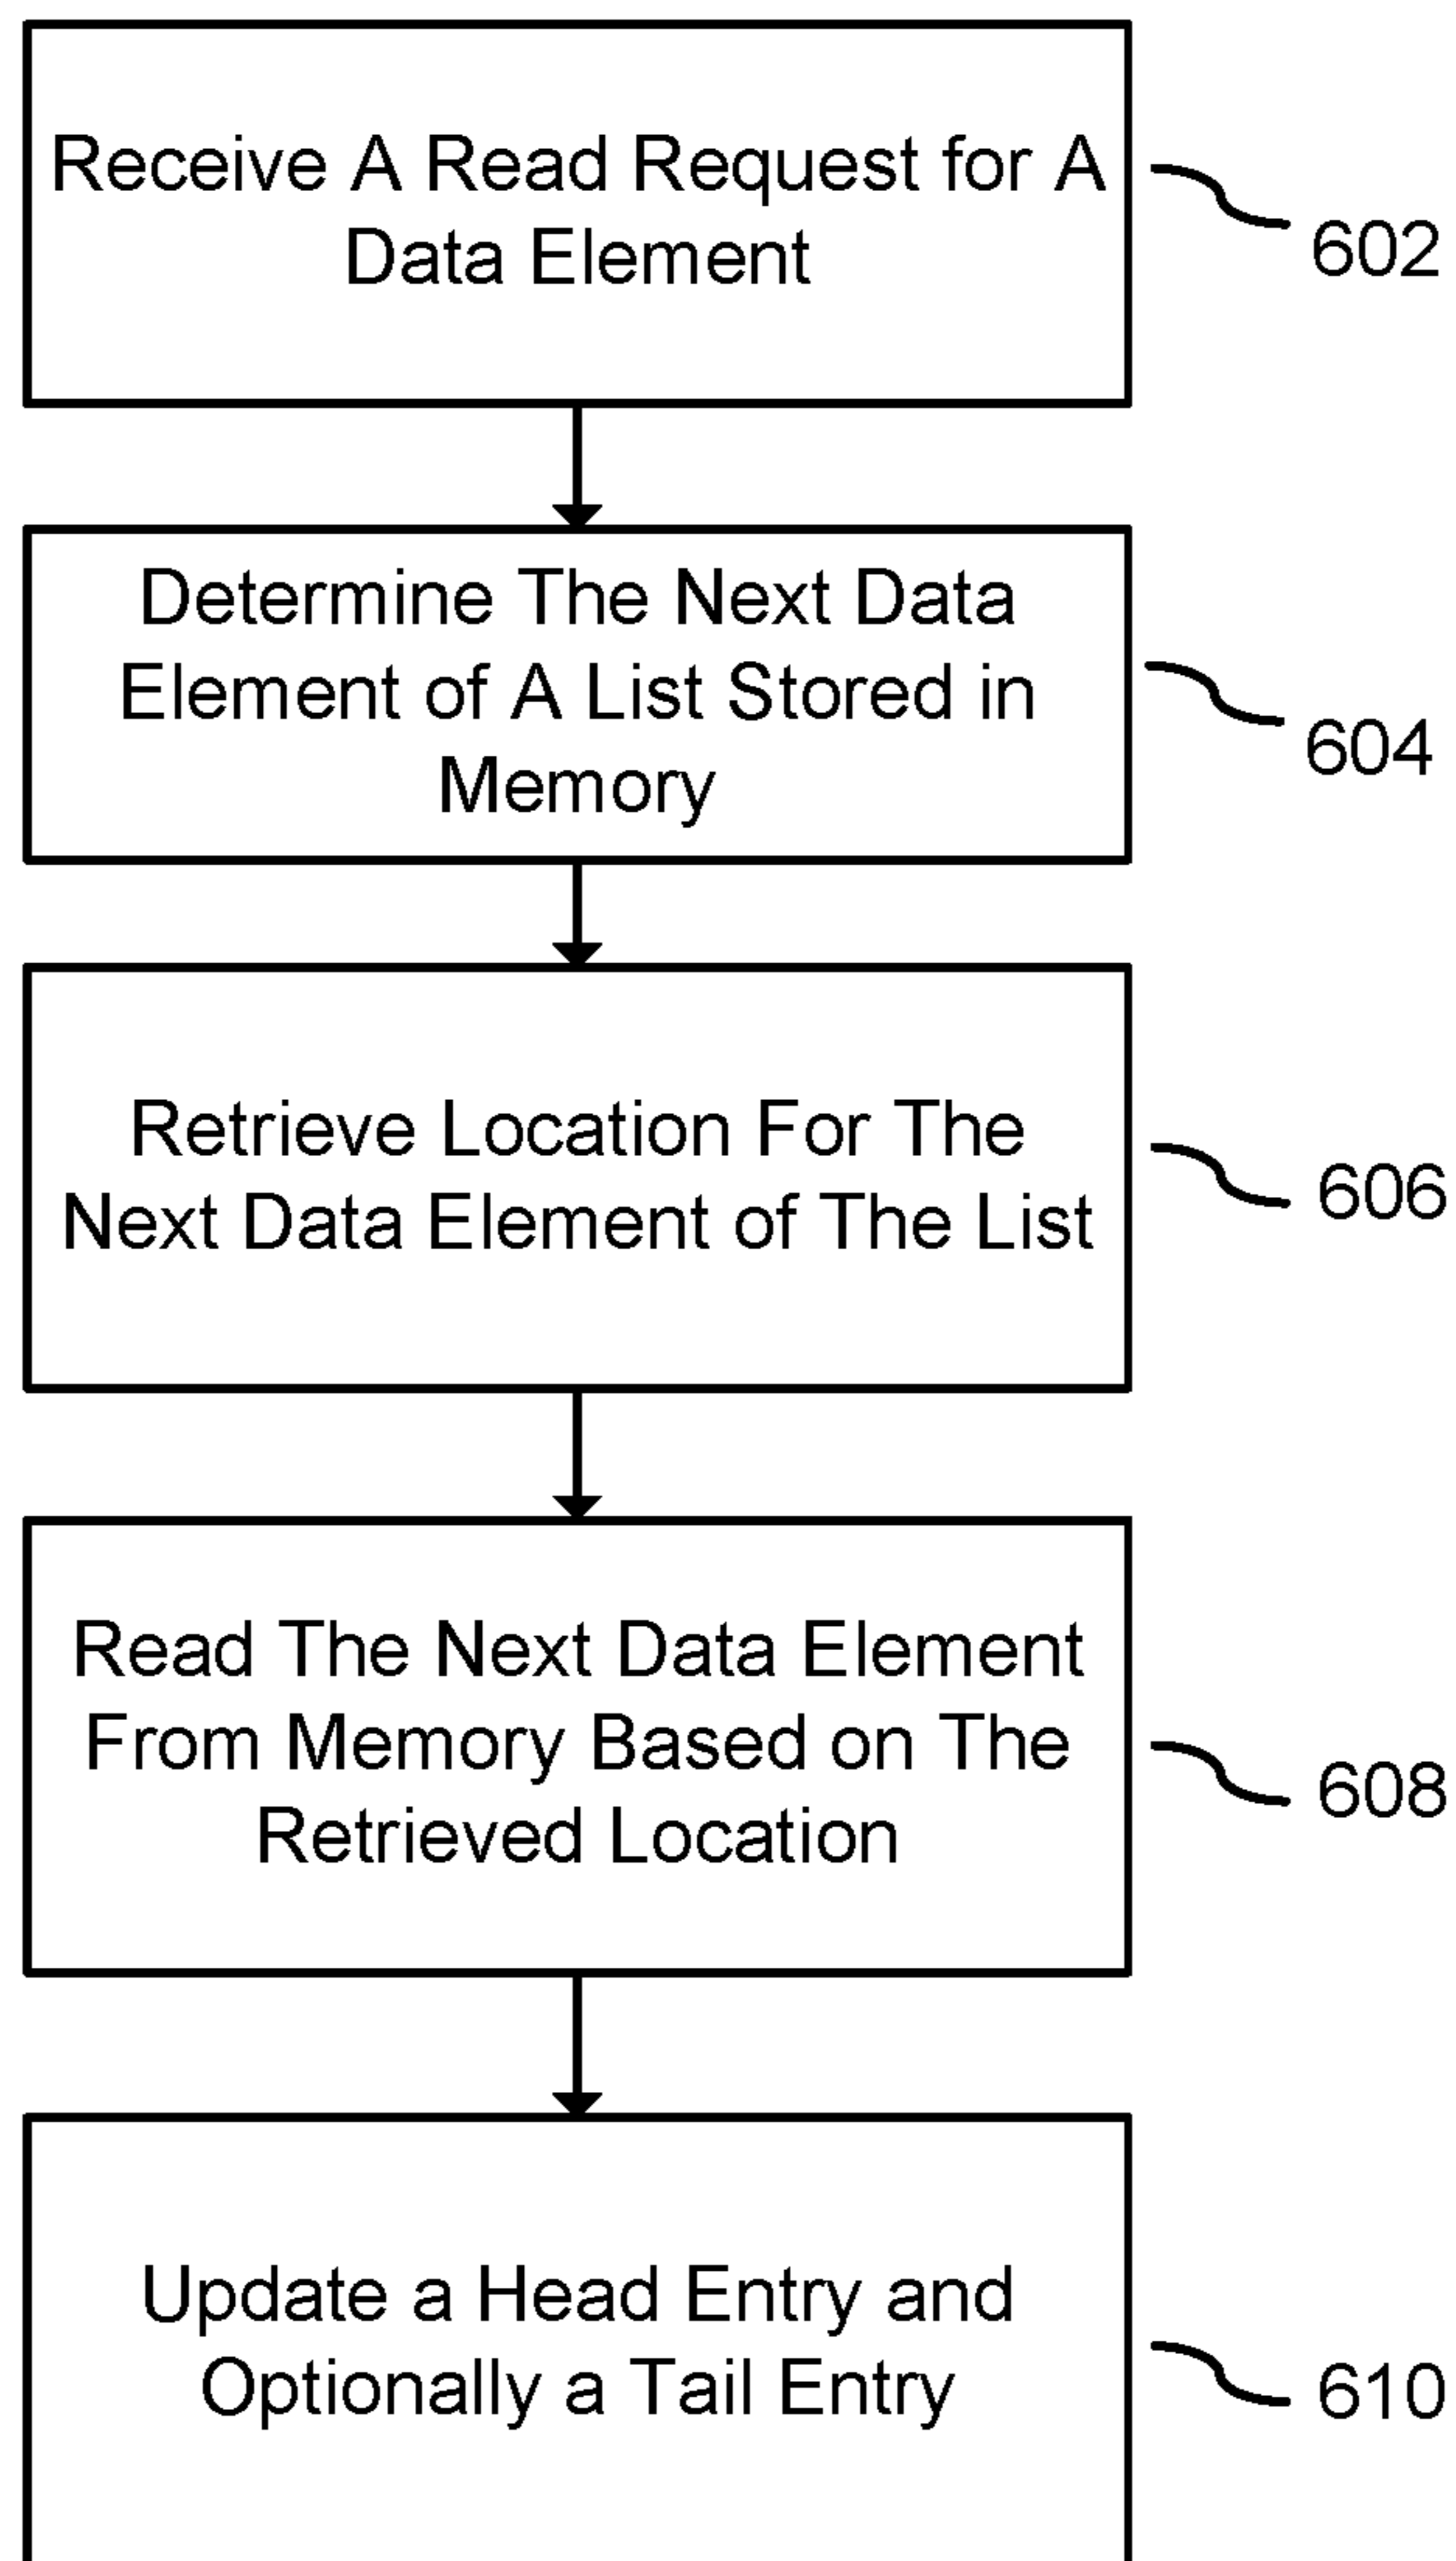 Receive A Read Request for A
Data Element
602
Determine The Next Data
Element of A List Stored in
Memory
604
Retrieve Location For The
Next Data Element of The List
606
Read The Next Data Element
From Memory Based on The
Retrieved Location
608
Update a Head Entry and
Optionally a Tail Entry
610